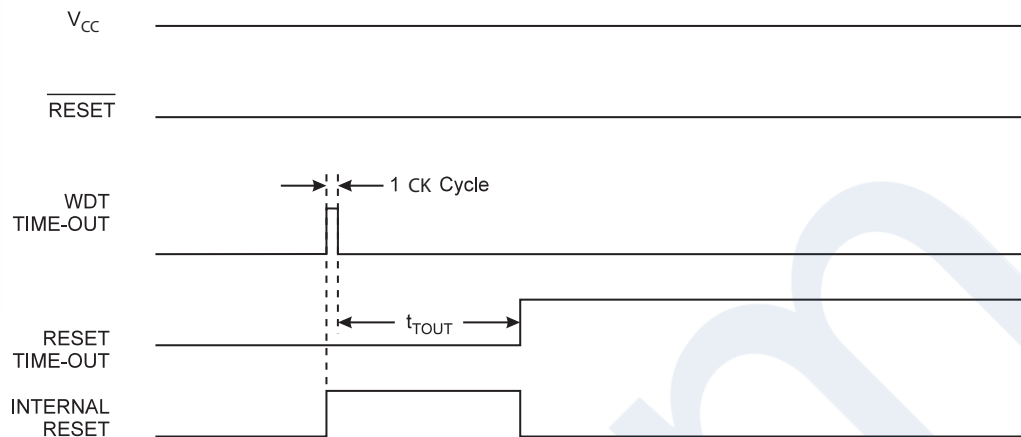 VCC
RESET
1 CK Cycle
WDT
TIME-OUT
tTOUT
RESET
TIME-OUT
INTERNAL
RESET